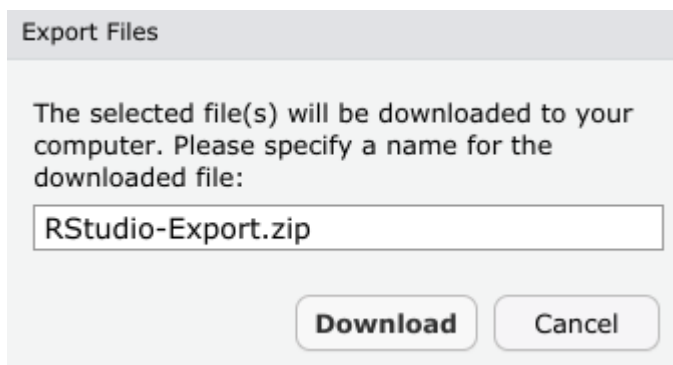 Export Files
The selected file(s) will be downloaded to your
computer. Please specify a name for the
downloaded file:
RStudio-Export.zip
Download Cancel